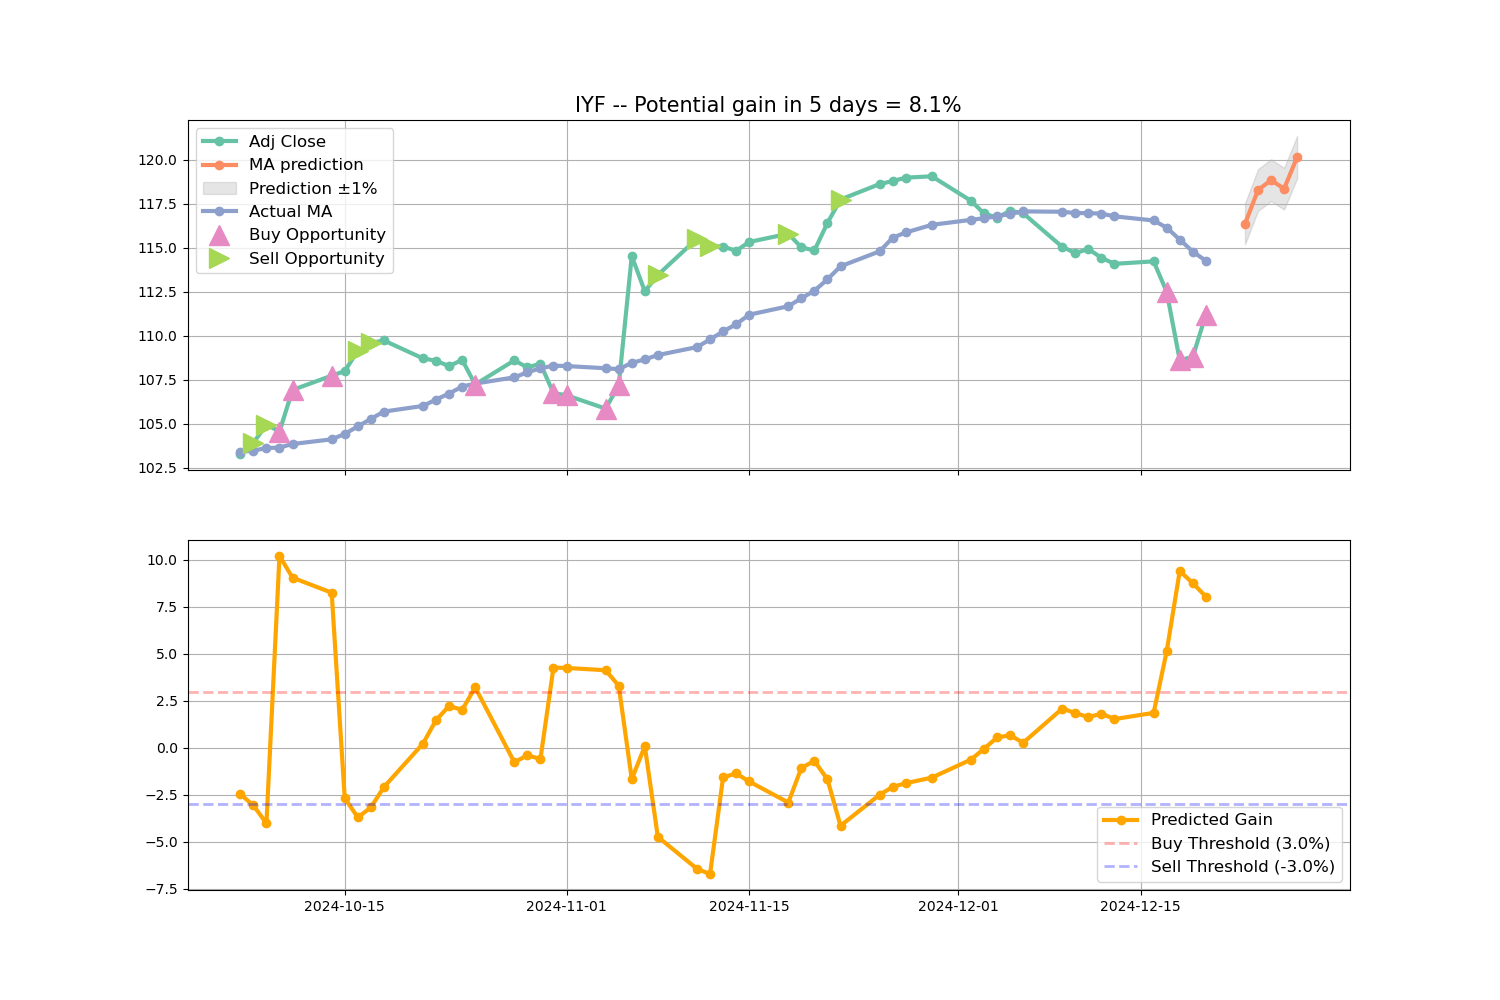 IYF -- Potential gain in 5 days = 8.1%
Adj Close
MA prediction
Prediction ±1%
Actual MA
Buy Opportunity
Sell Opportunity
120.0
117.5
115.0
112.5
110.0
107.5
105.0
102.5
10.0
7.5
5.0
2.5
0.0
−2.5
−5.0
−7.5
Predicted Gain
Buy Threshold (3.0%)
Sell Threshold (-3.0%)
2024-10-15 2024-11-01 2024-11-15 2024-12-01 2024-12-15